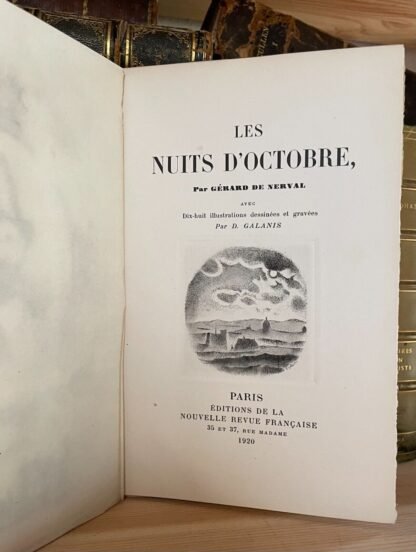 LES
NUITS D'OCTOBRE,
Par GÉRARD DE NERVAL
AVEC
Dix-huit illustrations dessinées et gravées
Par D. GALANIS
PARIS
ÉDITIONS DE LA
NOUVELLE REVUE FRANÇAISE
35 ET 37, RUE MADAME
1920